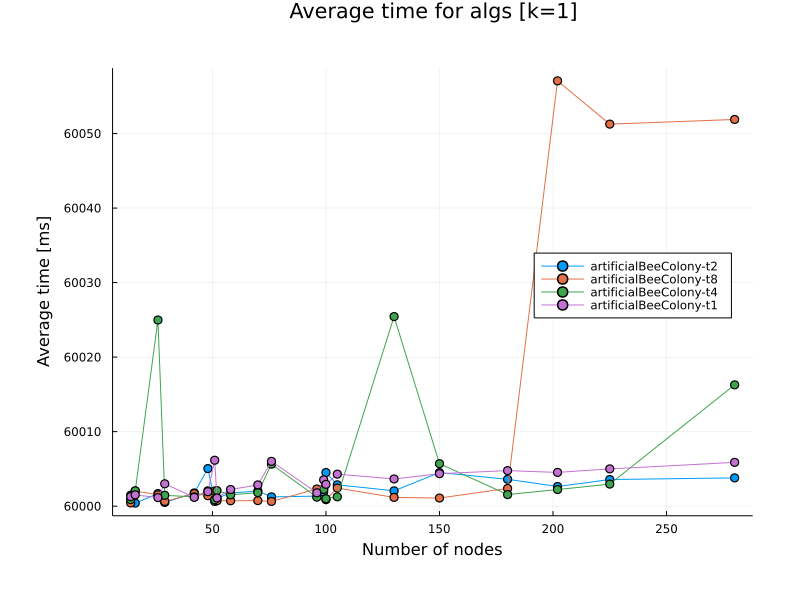 Average time for algs [k=1]
Average time [ms]
60050
60040
60030
60020
60010
60000
artificialBeeColony-t2
artificialBeeColony-t8
artificialBeeColony-t4
artificialBeeColony-t1
50
100
150
200
250
Number of nodes